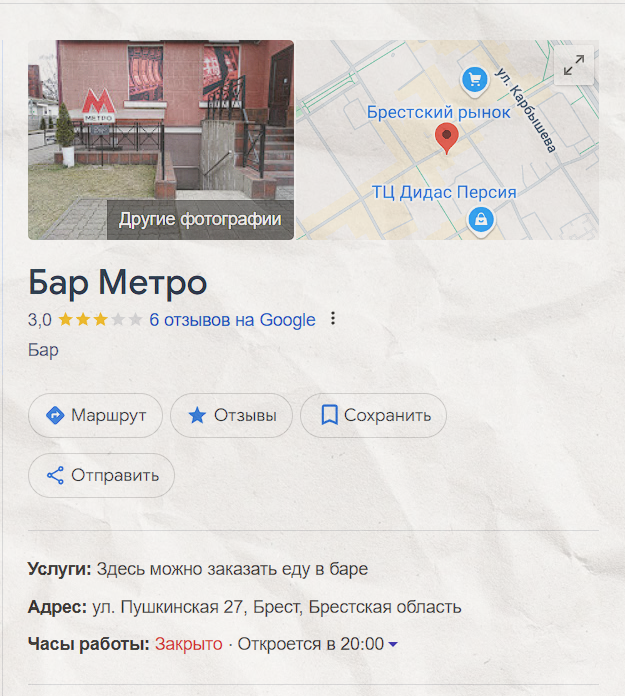 МЕТРО
Другие фотографии
ул. Карбышева
Брестский рынок
ТЦ Дидас Персия
Бар Метро
3,0 6 отзывов на Google
Бар
Маршрут Отзывы Сохранить
Отправить
Услуги: Здесь можно заказать еду в баре
Адрес: ул. Пушкинская 27, Брест, Брестская область
Часы работы: Закрыто · Откроется в 20:00